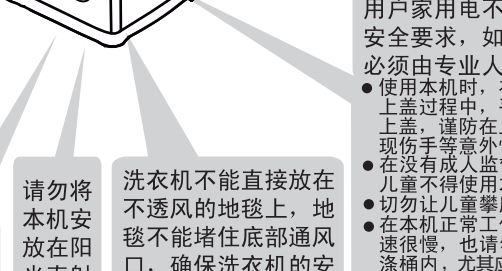 请勿将
本机安
放在阳
洗衣机不能直接放在
不透风的地毯上，地
毯不能堵住底部通风
口，确保洗衣机的安
用户家用电不
安全要求，如
必须由专业人
● 使用本机时，
上盖过程中，
上盖，谨防在
现伤手等意外
● 在没有成人监
儿童不得使用
● 切勿让儿童攀
● 在本机正常工
速很慢，也请
涤桶内，尤其